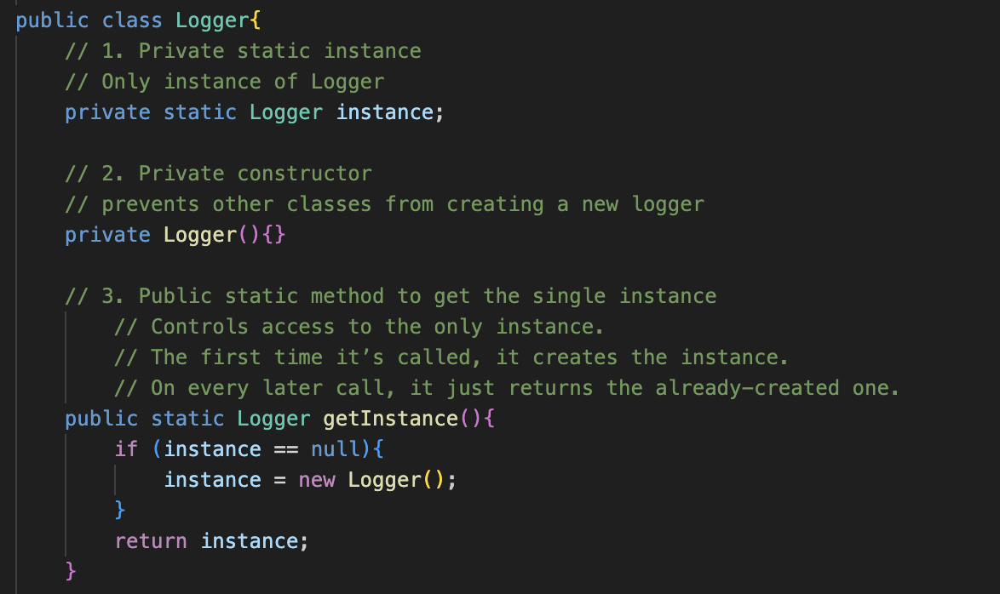 public class Logger{
// 1. Private static instance
// Only instance of Logger
private static Logger instance;
// 2. Private constructor
// prevents other classes from creating a new logger
private Logger(){}
// 3. Public static method to get the single instance
// Controls access to the only instance.
// The first time it’s called, it creates the instance.
// On every later call, it just returns the already-created one.
public static Logger getInstance(){
if (instance == null){
instance = new Logger();
}
return instance;
}